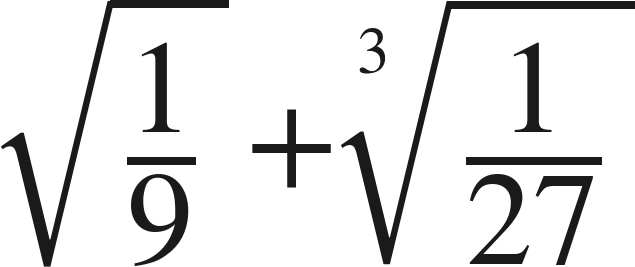 √(1/9) + ∛(1/27)